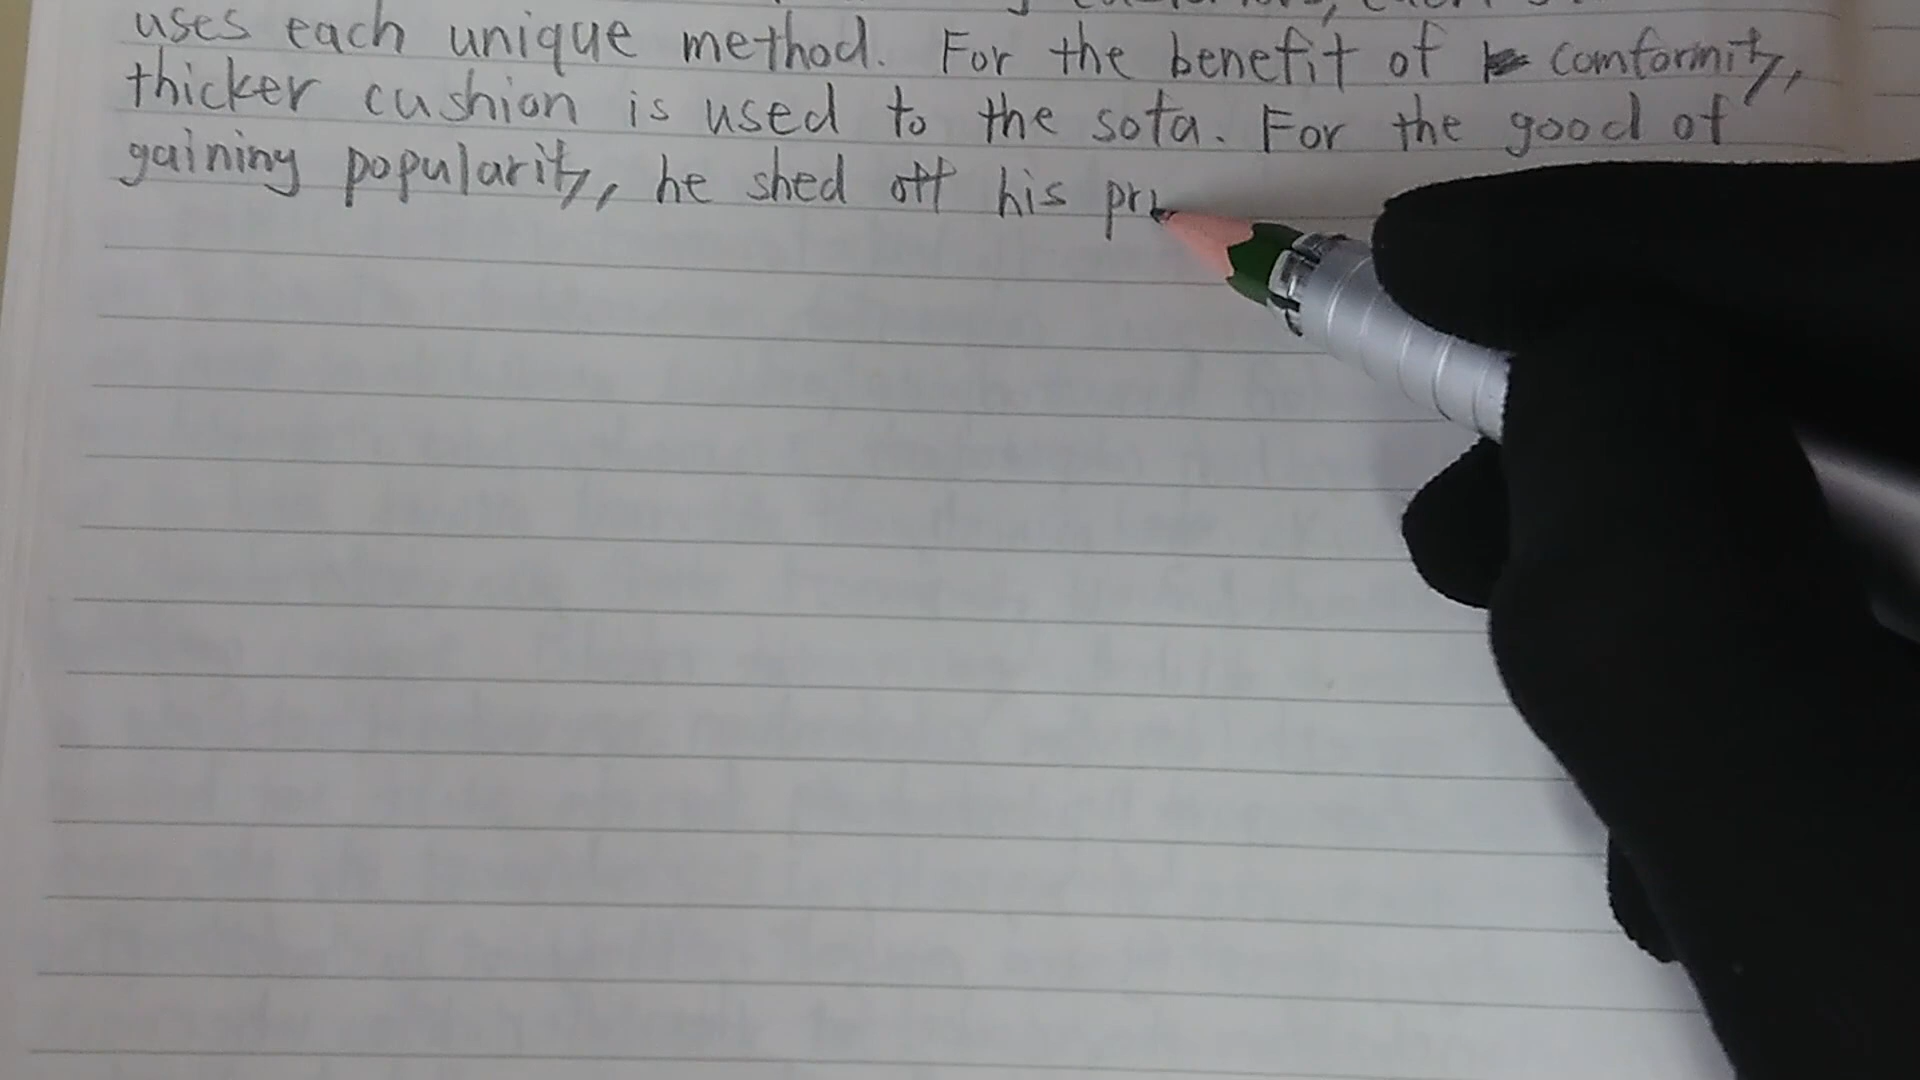 uses each unique method. For the benefit of comformity,
thicker cushion is used to the sofa. For the good of
gaining popularity, he shed off his pri